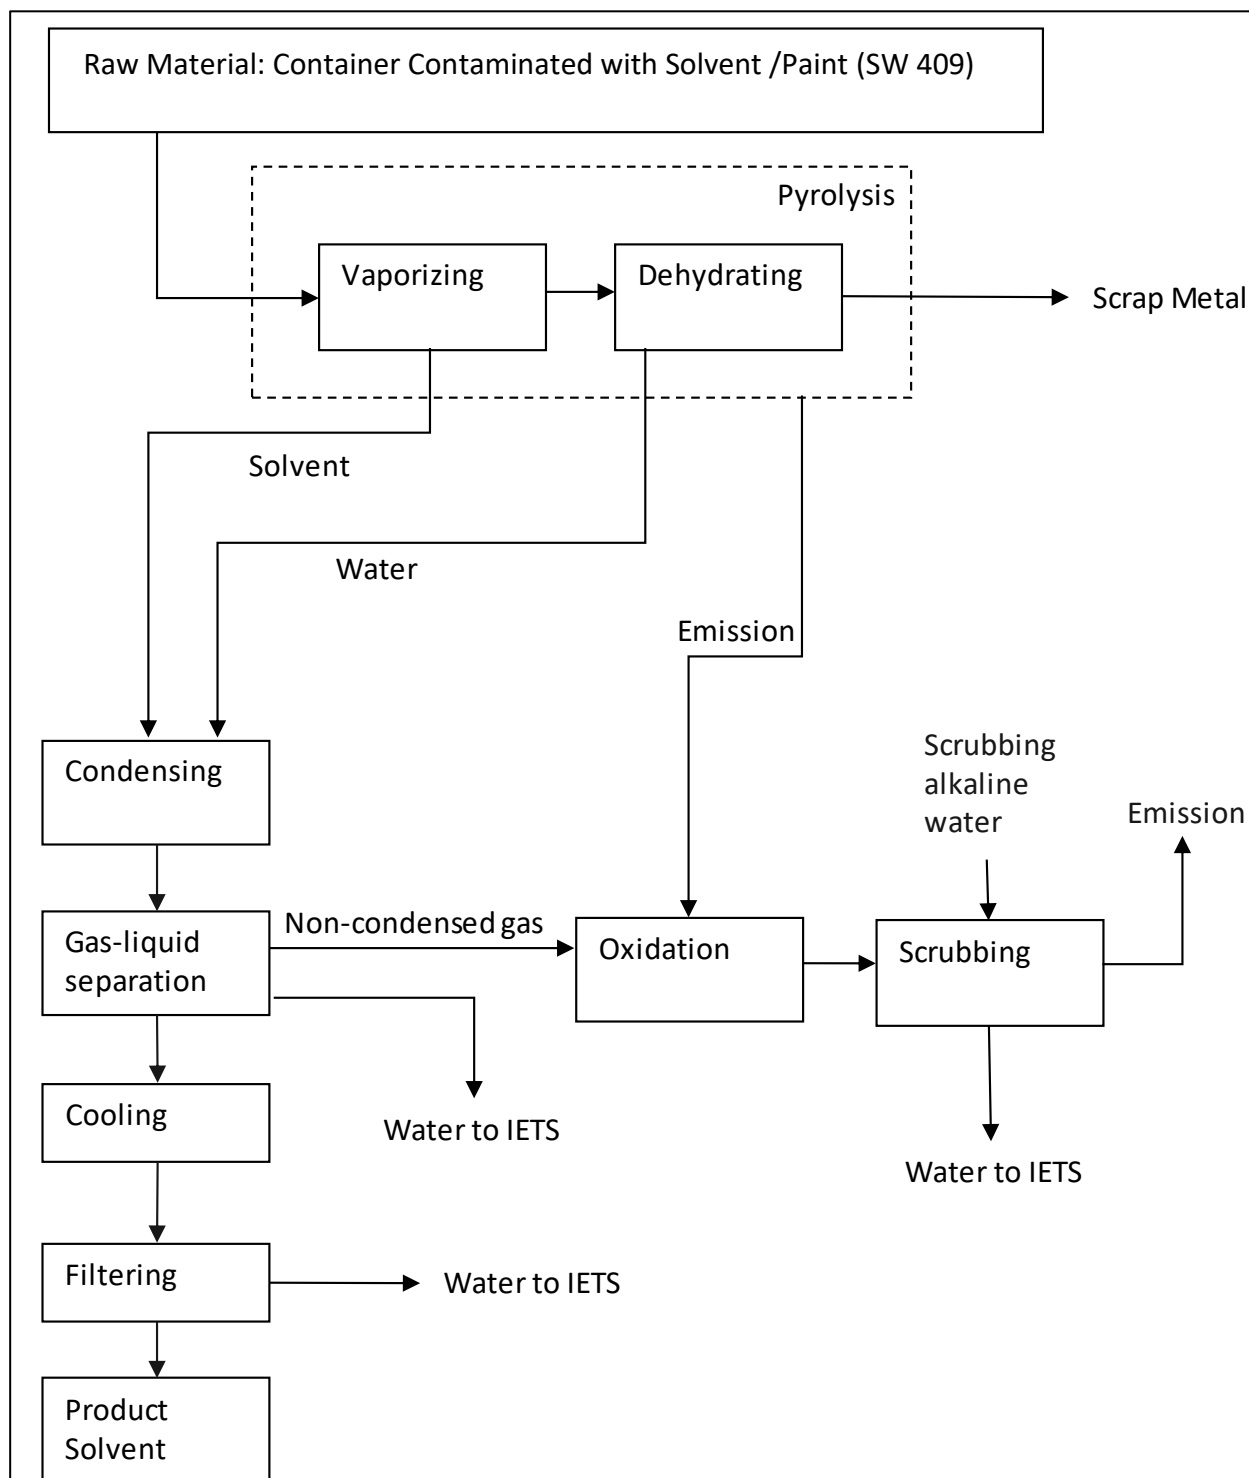 Raw Material: Container Contaminated with Solvent /Paint (SW 409)
Pyrolysis
Vaporizing
Dehydrating
Scrap Metal
Solvent
Water
Emission
Condensing
Scrubbing
alkaline
water
Emission
Gas-liquid
separation
Non-condensed gas
Oxidation
Scrubbing
Cooling
Water to IETS
Water to IETS
Filtering
Water to IETS
Product
Solvent